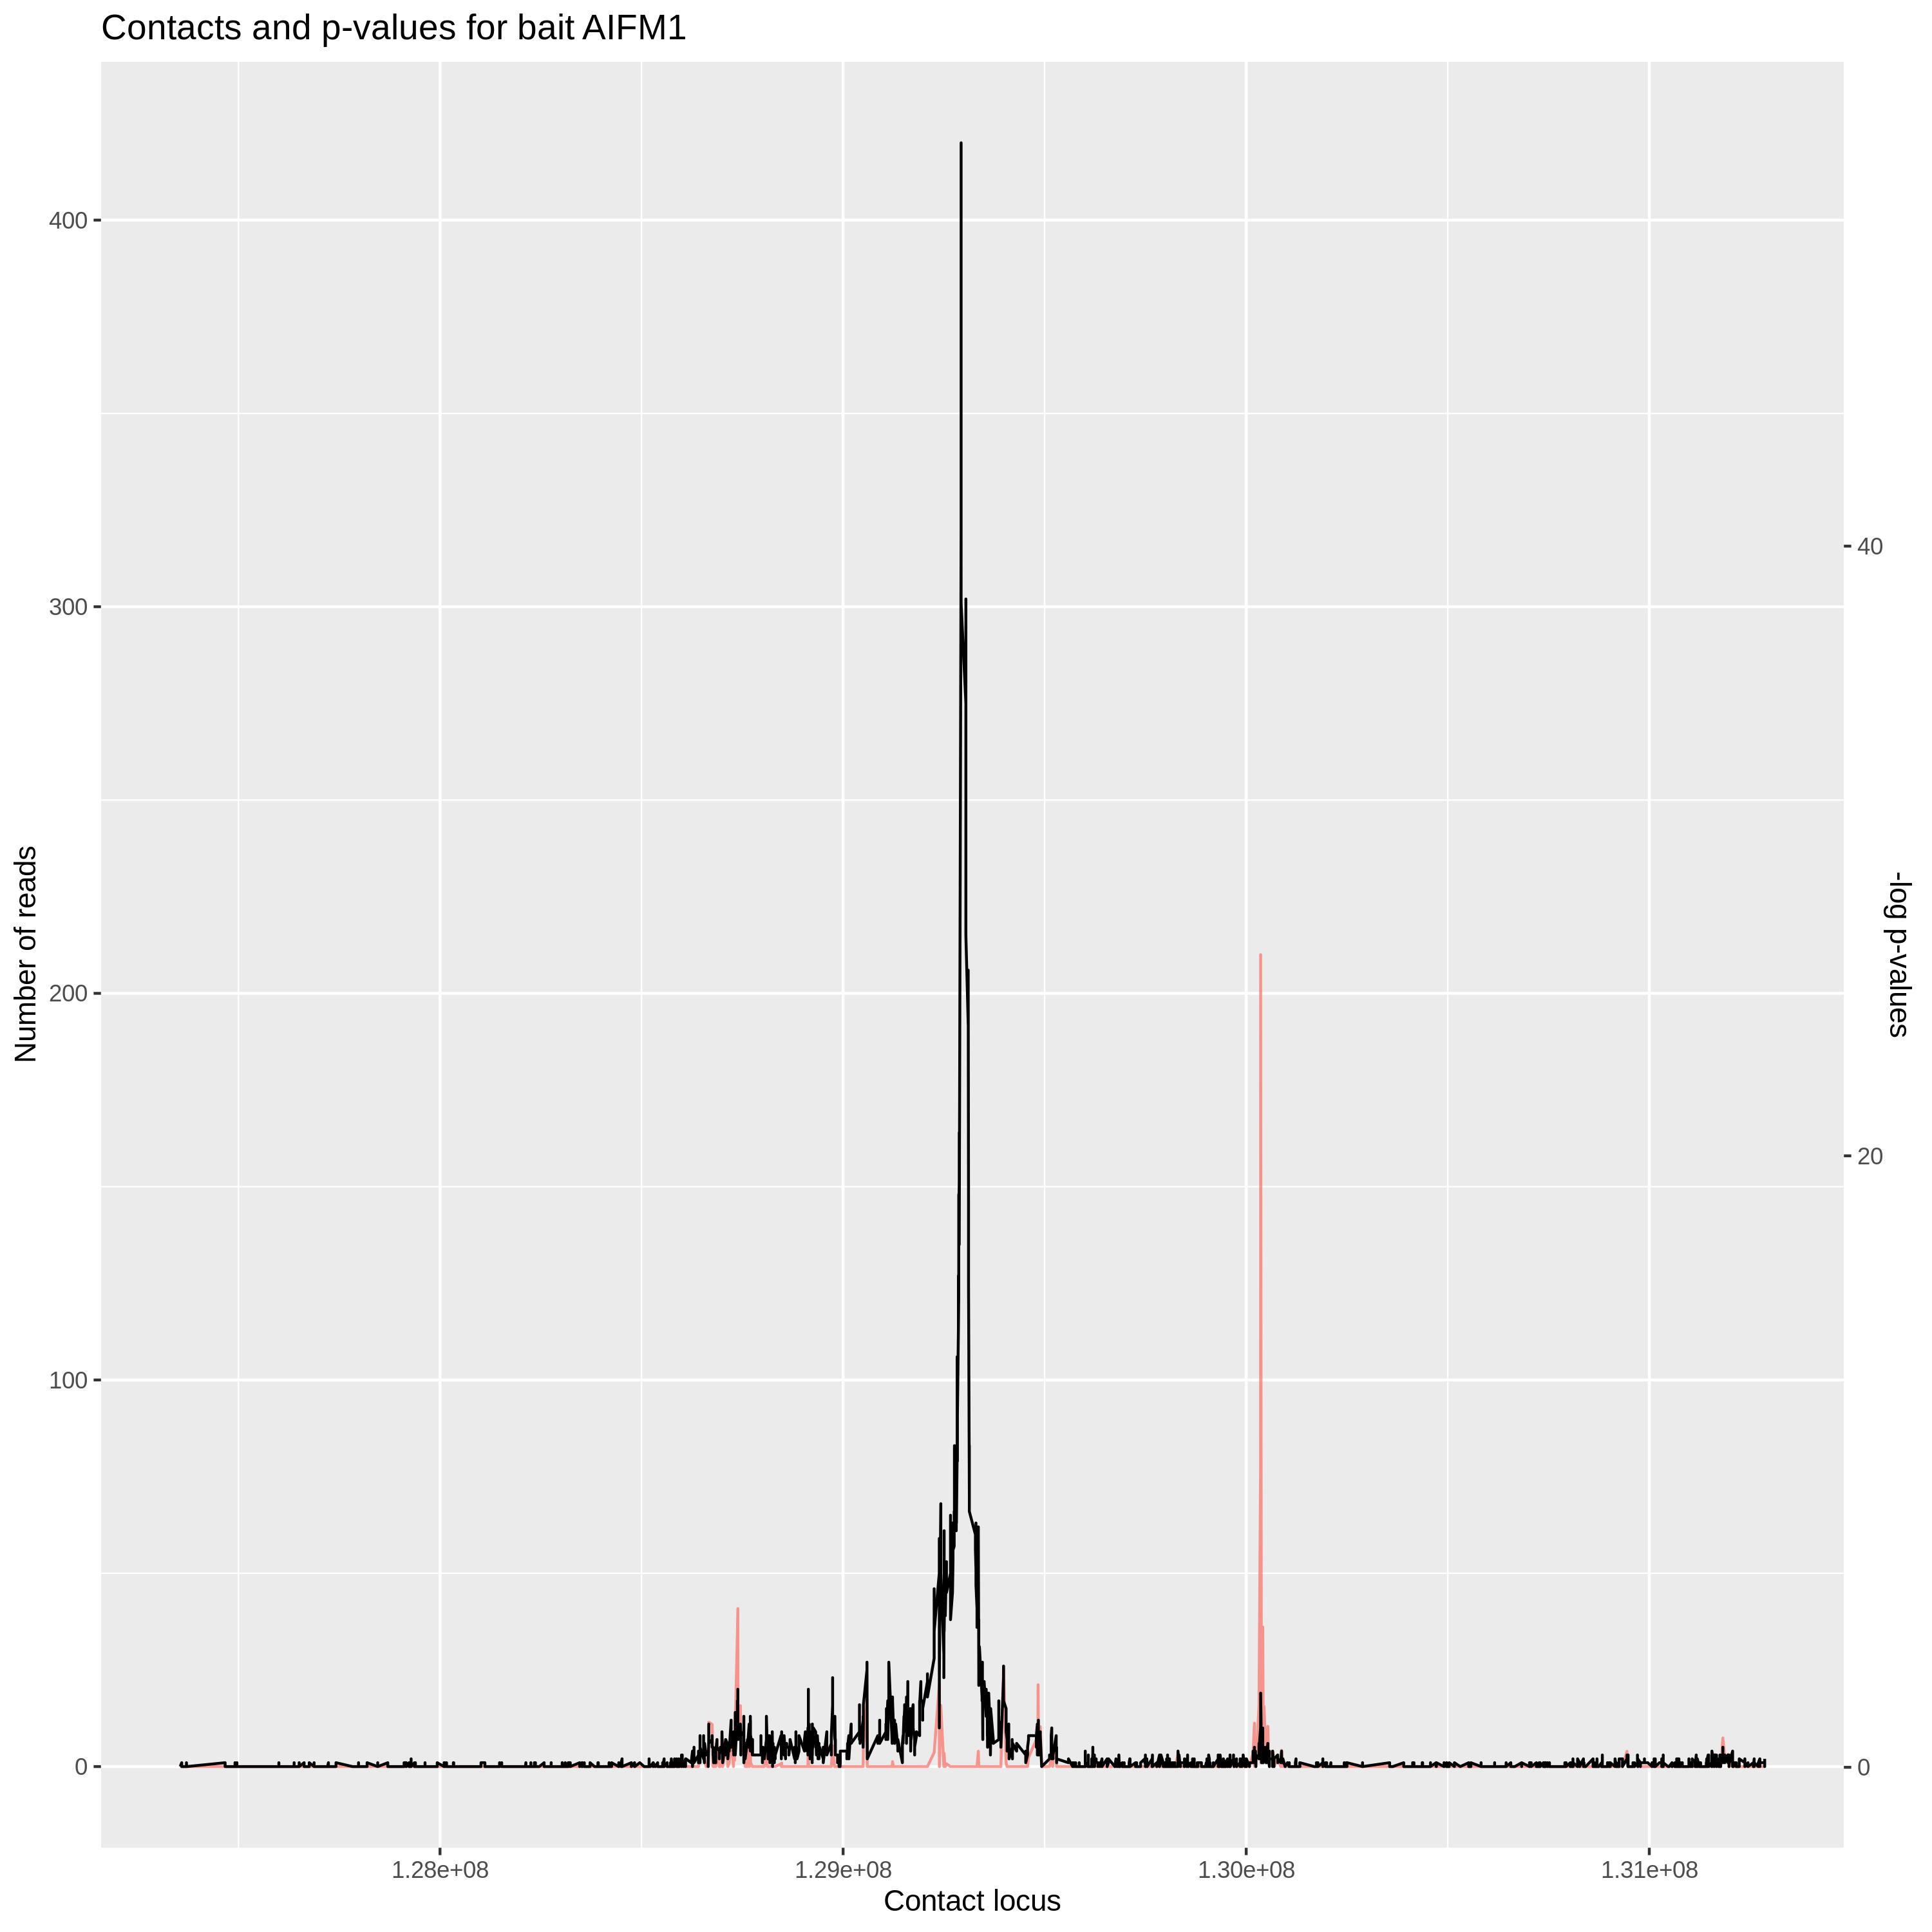 Contacts and p-values for bait AIFM1
400
300
200
100
0
Number of reads
40
20
0
-log p-values
1.28e+08
1.29e+08
1.30e+08
1.31e+08
Contact locus